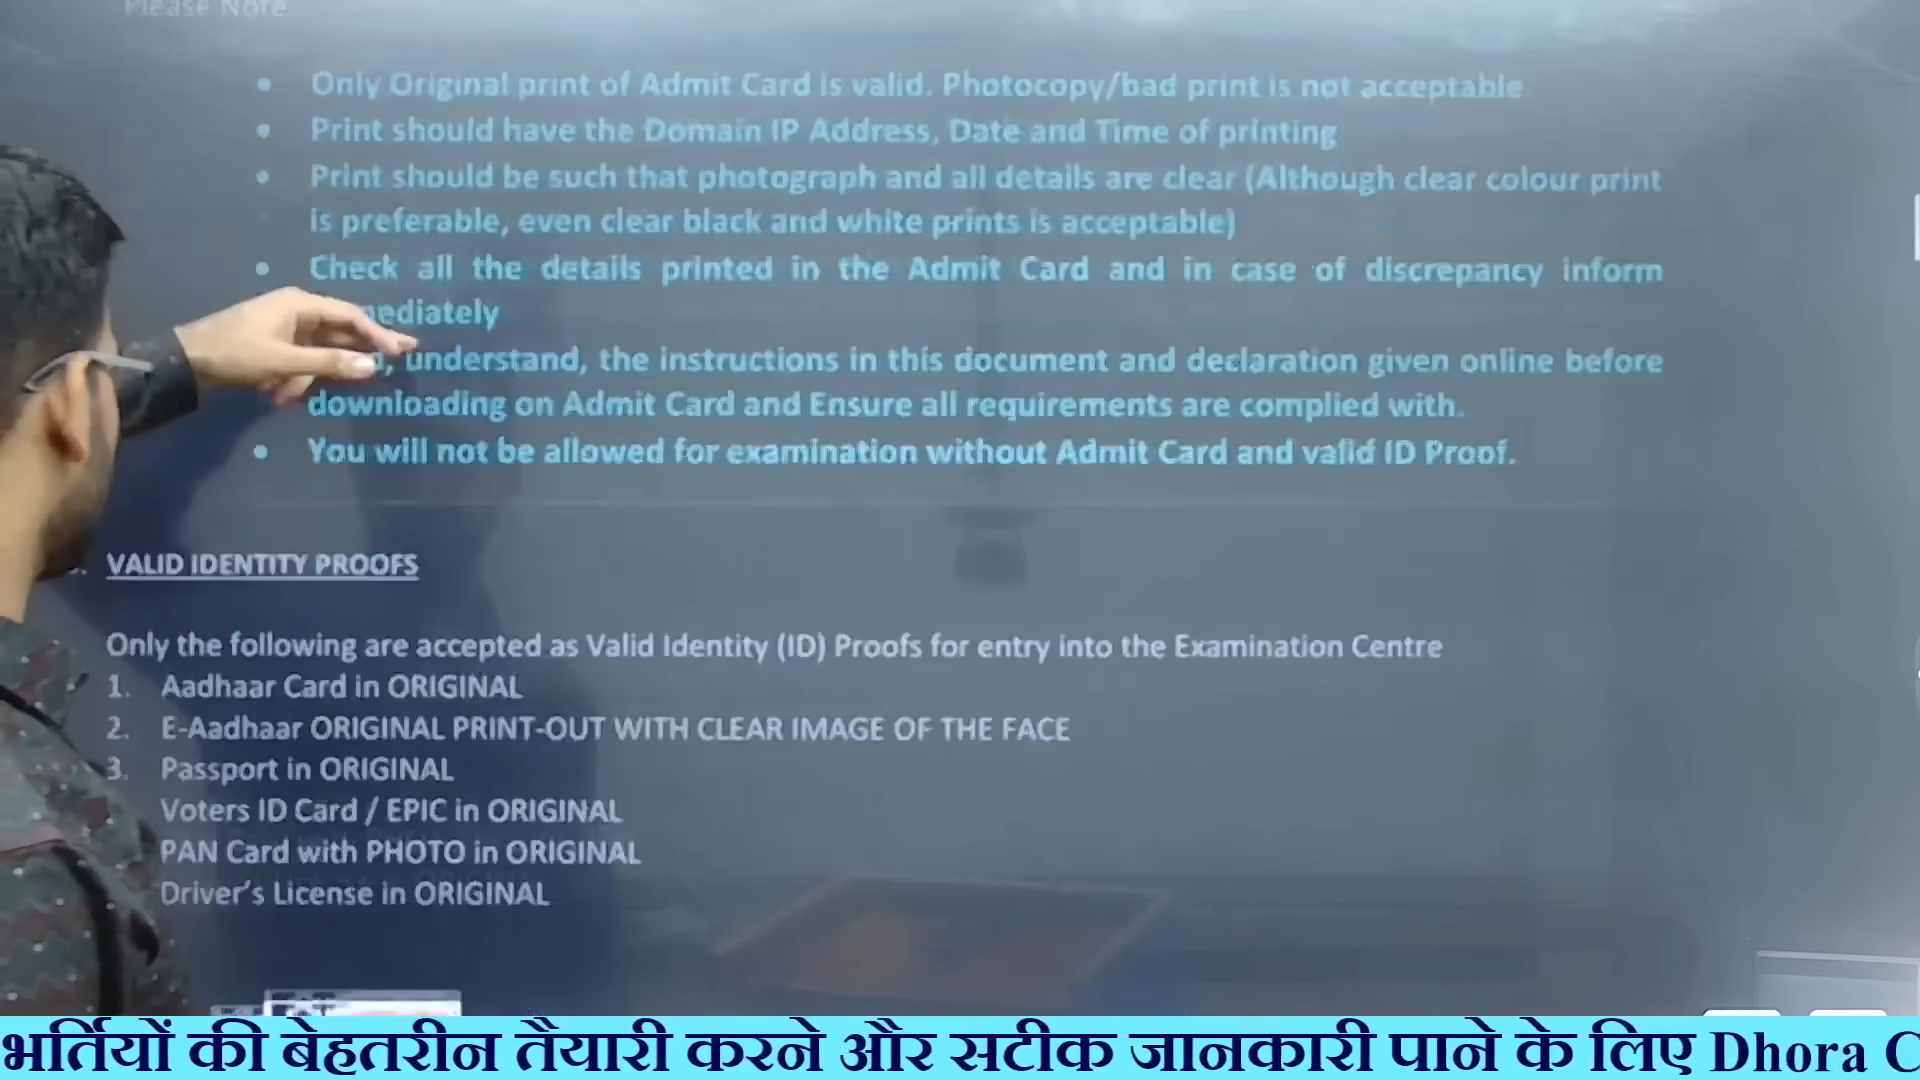 Please Note
• Only Original print of Admit Card is valid. Photocopy/bad print is not acceptable
• Print should have the Domain IP Address, Date and Time of printing
• Print should be such that photograph and all details are clear (Although clear colour print
is preferable, even clear black and white prints is acceptable)
• Check all the details printed in the Admit Card and in case of discrepancy inform
mediately
understand, the instructions in this document and declaration given online before
downloading on Admit Card and Ensure all requirements are complied with.
• You will not be allowed for examination without Admit Card and valid ID Proof.
VALID IDENTITY PROOFS
Only the following are accepted as Valid Identity (ID) Proofs for entry into the Examination Centre
1. Aadhaar Card in ORIGINAL
2. E-Aadhaar ORIGINAL PRINT-OUT WITH CLEAR IMAGE OF THE FACE
3. Passport in ORIGINAL
Voters ID Card / EPIC in ORIGINAL
PAN Card with PHOTO in ORIGINAL
Driver's License in ORIGINAL
भर्तियों की बेहतरीन तैयारी करने और सटीक जानकारी पाने के लिए Dhora C